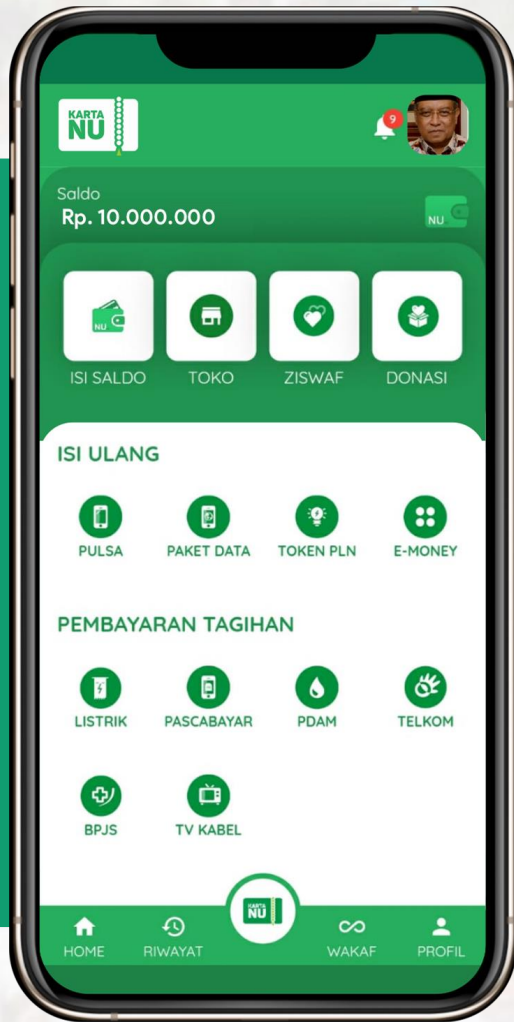 KARTA
NU
9
Saldo
Rp. 10.000.000
NU
NU
ISI SALDO TOKO ZISWAF DONASI
ISI ULANG
PULSA PAKET DATA TOKEN PLN E-MONEY
PEMBAYARAN TAGIHAN
LISTRIK PASCABAYAR PDAM TELKOM
BPJS TV KABEL
KARTA
NU
HOME RIWAYAT WAKAF PROFIL